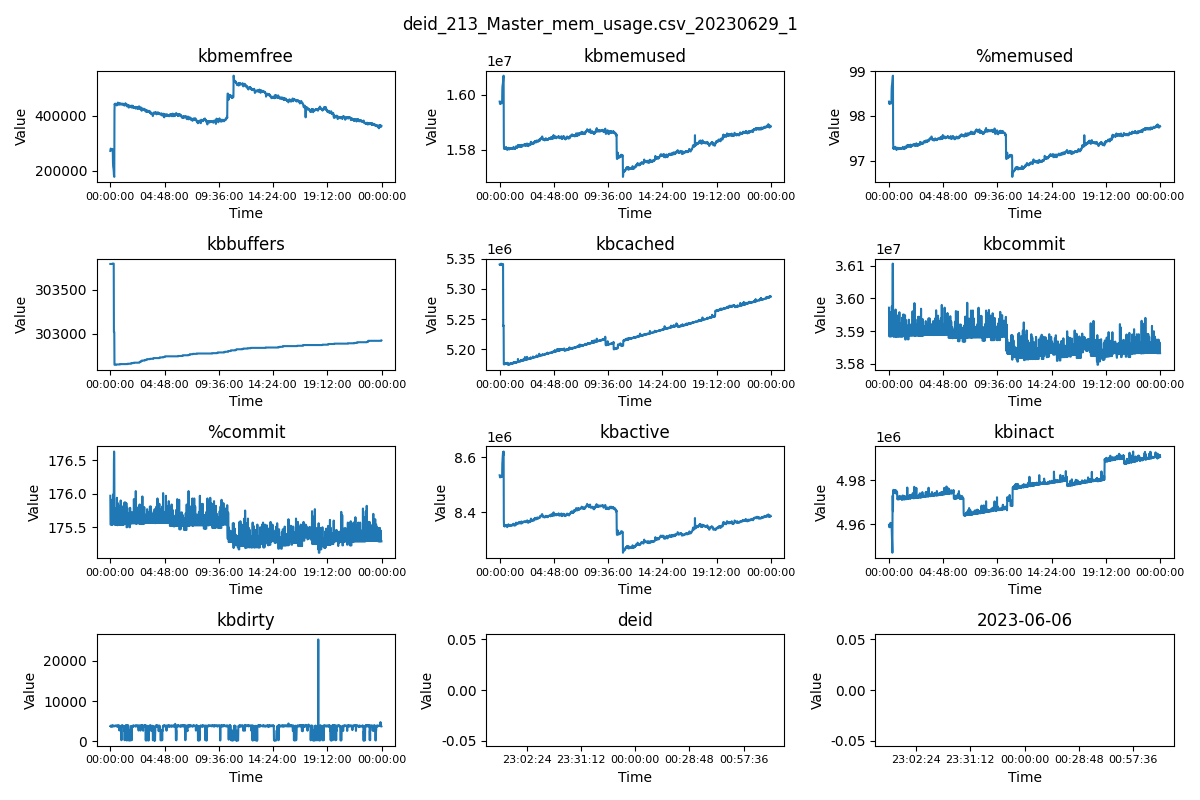 deid_213_Master_mem_usage.csv_20230629_1
kbmemfree
Value
400000
200000
00:00:00 04:48:00 09:36:00 14:24:00 19:12:00 00:00:00
Time
kbmemused
1e7
Value
1.60
1.58
00:00:00 04:48:00 09:36:00 14:24:00 19:12:00 00:00:00
Time
%memused
Value
99
98
97
00:00:00 04:48:00 09:36:00 14:24:00 19:12:00 00:00:00
Time
kbbuffers
Value
303500
303000
00:00:00 04:48:00 09:36:00 14:24:00 19:12:00 00:00:00
Time
kbcached
1e6
Value
5.35
5.30
5.25
5.20
00:00:00 04:48:00 09:36:00 14:24:00 19:12:00 00:00:00
Time
kbcommit
1e7
Value
3.61
3.60
3.59
3.58
00:00:00 04:48:00 09:36:00 14:24:00 19:12:00 00:00:00
Time
%commit
Value
176.5
176.0
175.5
00:00:00 04:48:00 09:36:00 14:24:00 19:12:00 00:00:00
Time
kbactive
1e6
Value
8.6
8.4
00:00:00 04:48:00 09:36:00 14:24:00 19:12:00 00:00:00
Time
kbinact
1e6
Value
4.98
4.96
00:00:00 04:48:00 09:36:00 14:24:00 19:12:00 00:00:00
Time
kbdirty
Value
20000
10000
0
00:00:00 04:48:00 09:36:00 14:24:00 19:12:00 00:00:00
Time
deid
Value
0.05
0.00
-0.05
23:02:24 23:31:12 00:00:00 00:28:48 00:57:36
Time
2023-06-06
Value
0.05
0.00
-0.05
23:02:24 23:31:12 00:00:00 00:28:48 00:57:36
Time